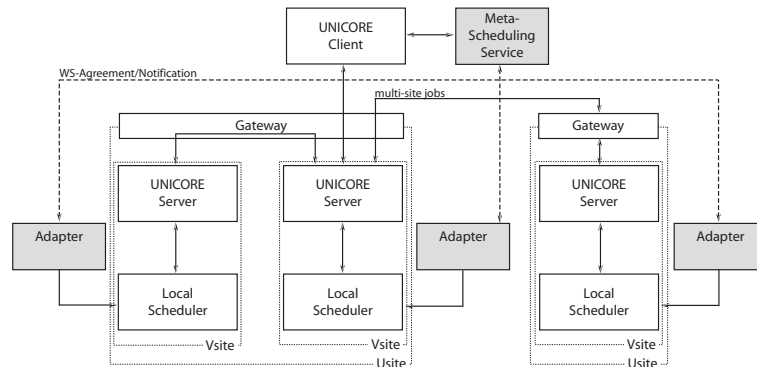 UNICORE
Client
Meta-
Scheduling
Service
WS-Agreement/Notification
multi-site jobs
Gateway
Gateway
UNICORE
Server
UNICORE
Server
UNICORE
Server
Adapter
Adapter
Adapter
Local
Scheduler
Local
Scheduler
Local
Scheduler
Vsite
Vsite
Vsite
Usite
Usite